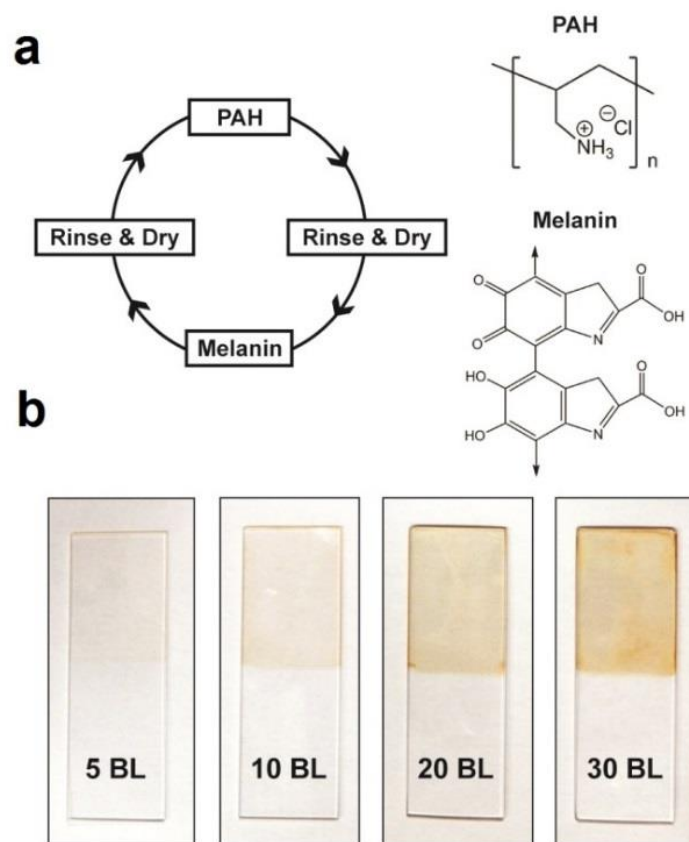 a
PAH
Rinse & Dry
Rinse & Dry
Melanin
PAH
⊖Cl
⊕
NH3
n
Melanin
O
O
O
OH
N
HO
HO
O
OH
N
b
5 BL
10 BL
20 BL
30 BL